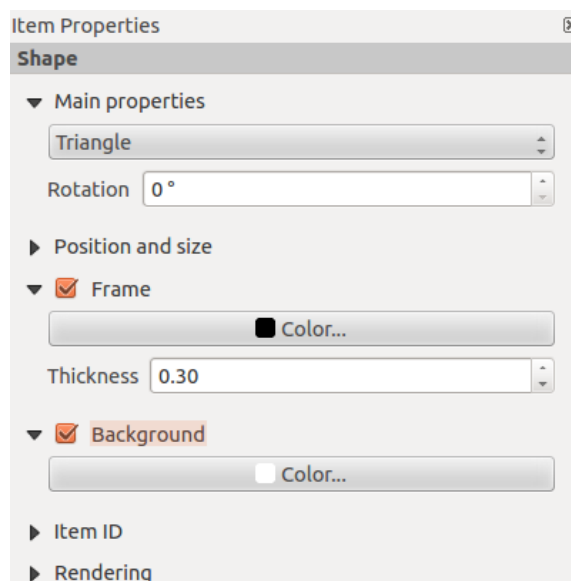 Item Properties
Shape
Main properties
Triangle
Rotation 0 °
Position and size
Frame
Color...
Thickness 0.30
Background
Color...
Item ID
Rendering